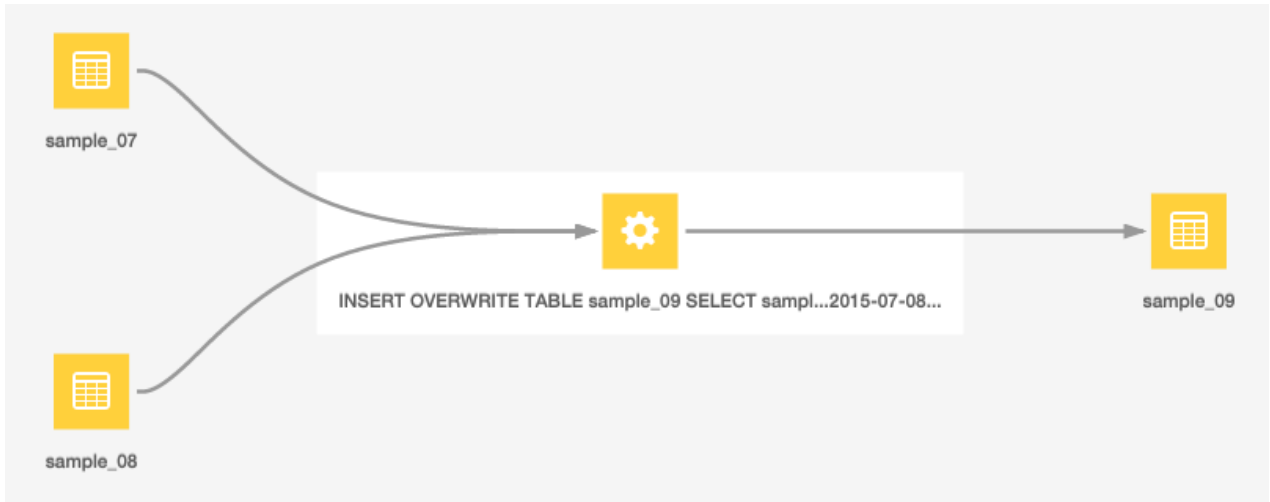 sample_07
INSERT OVERWRITE TABLE sample_09 SELECT sampl...2015-07-08...
sample_09
sample_08